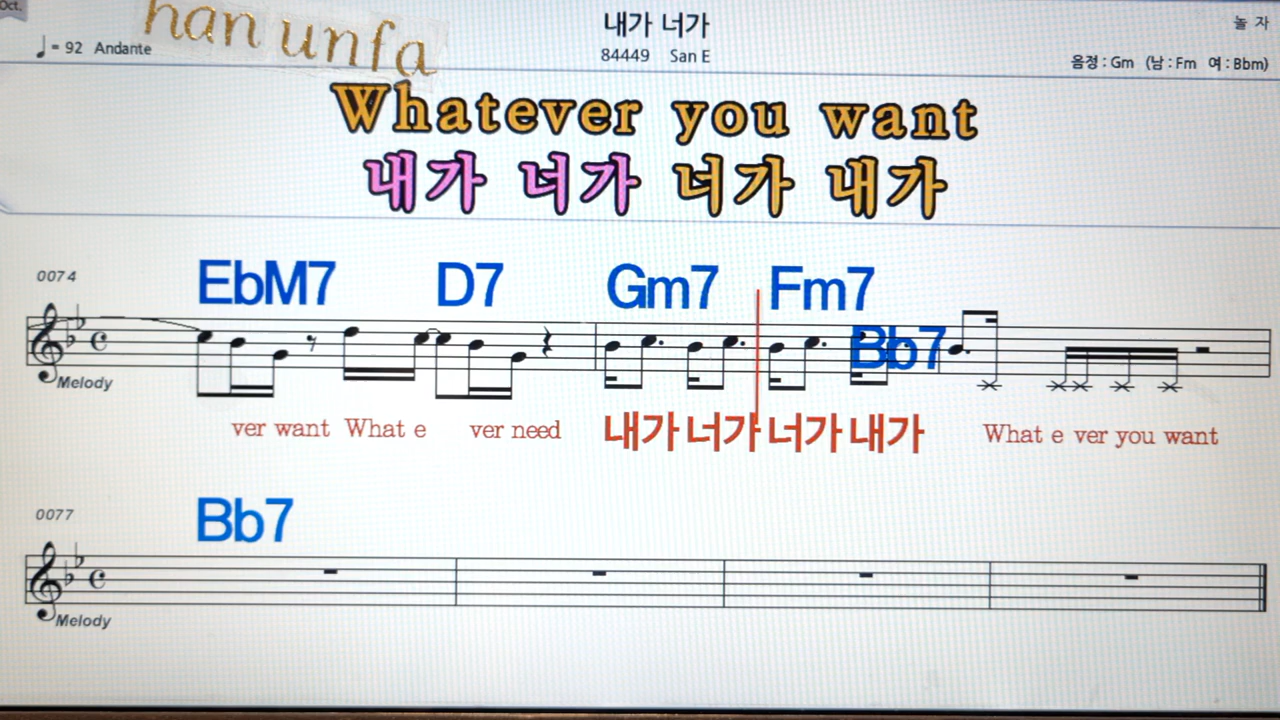 Oct.
han unfa
♩= 92 Andante
내가 너가
84449 San E
놀 자
음정 : Gm (남 : Fm 여 : Bbm)
Whatever you want
내가 너가 너가 내가
0074
EbM7 D7 Gm7 Fm7 Bb7
Melody
ver want What e ver need 내가 너가 너가 내가 What e ver you want
0077
Bb7
Melody